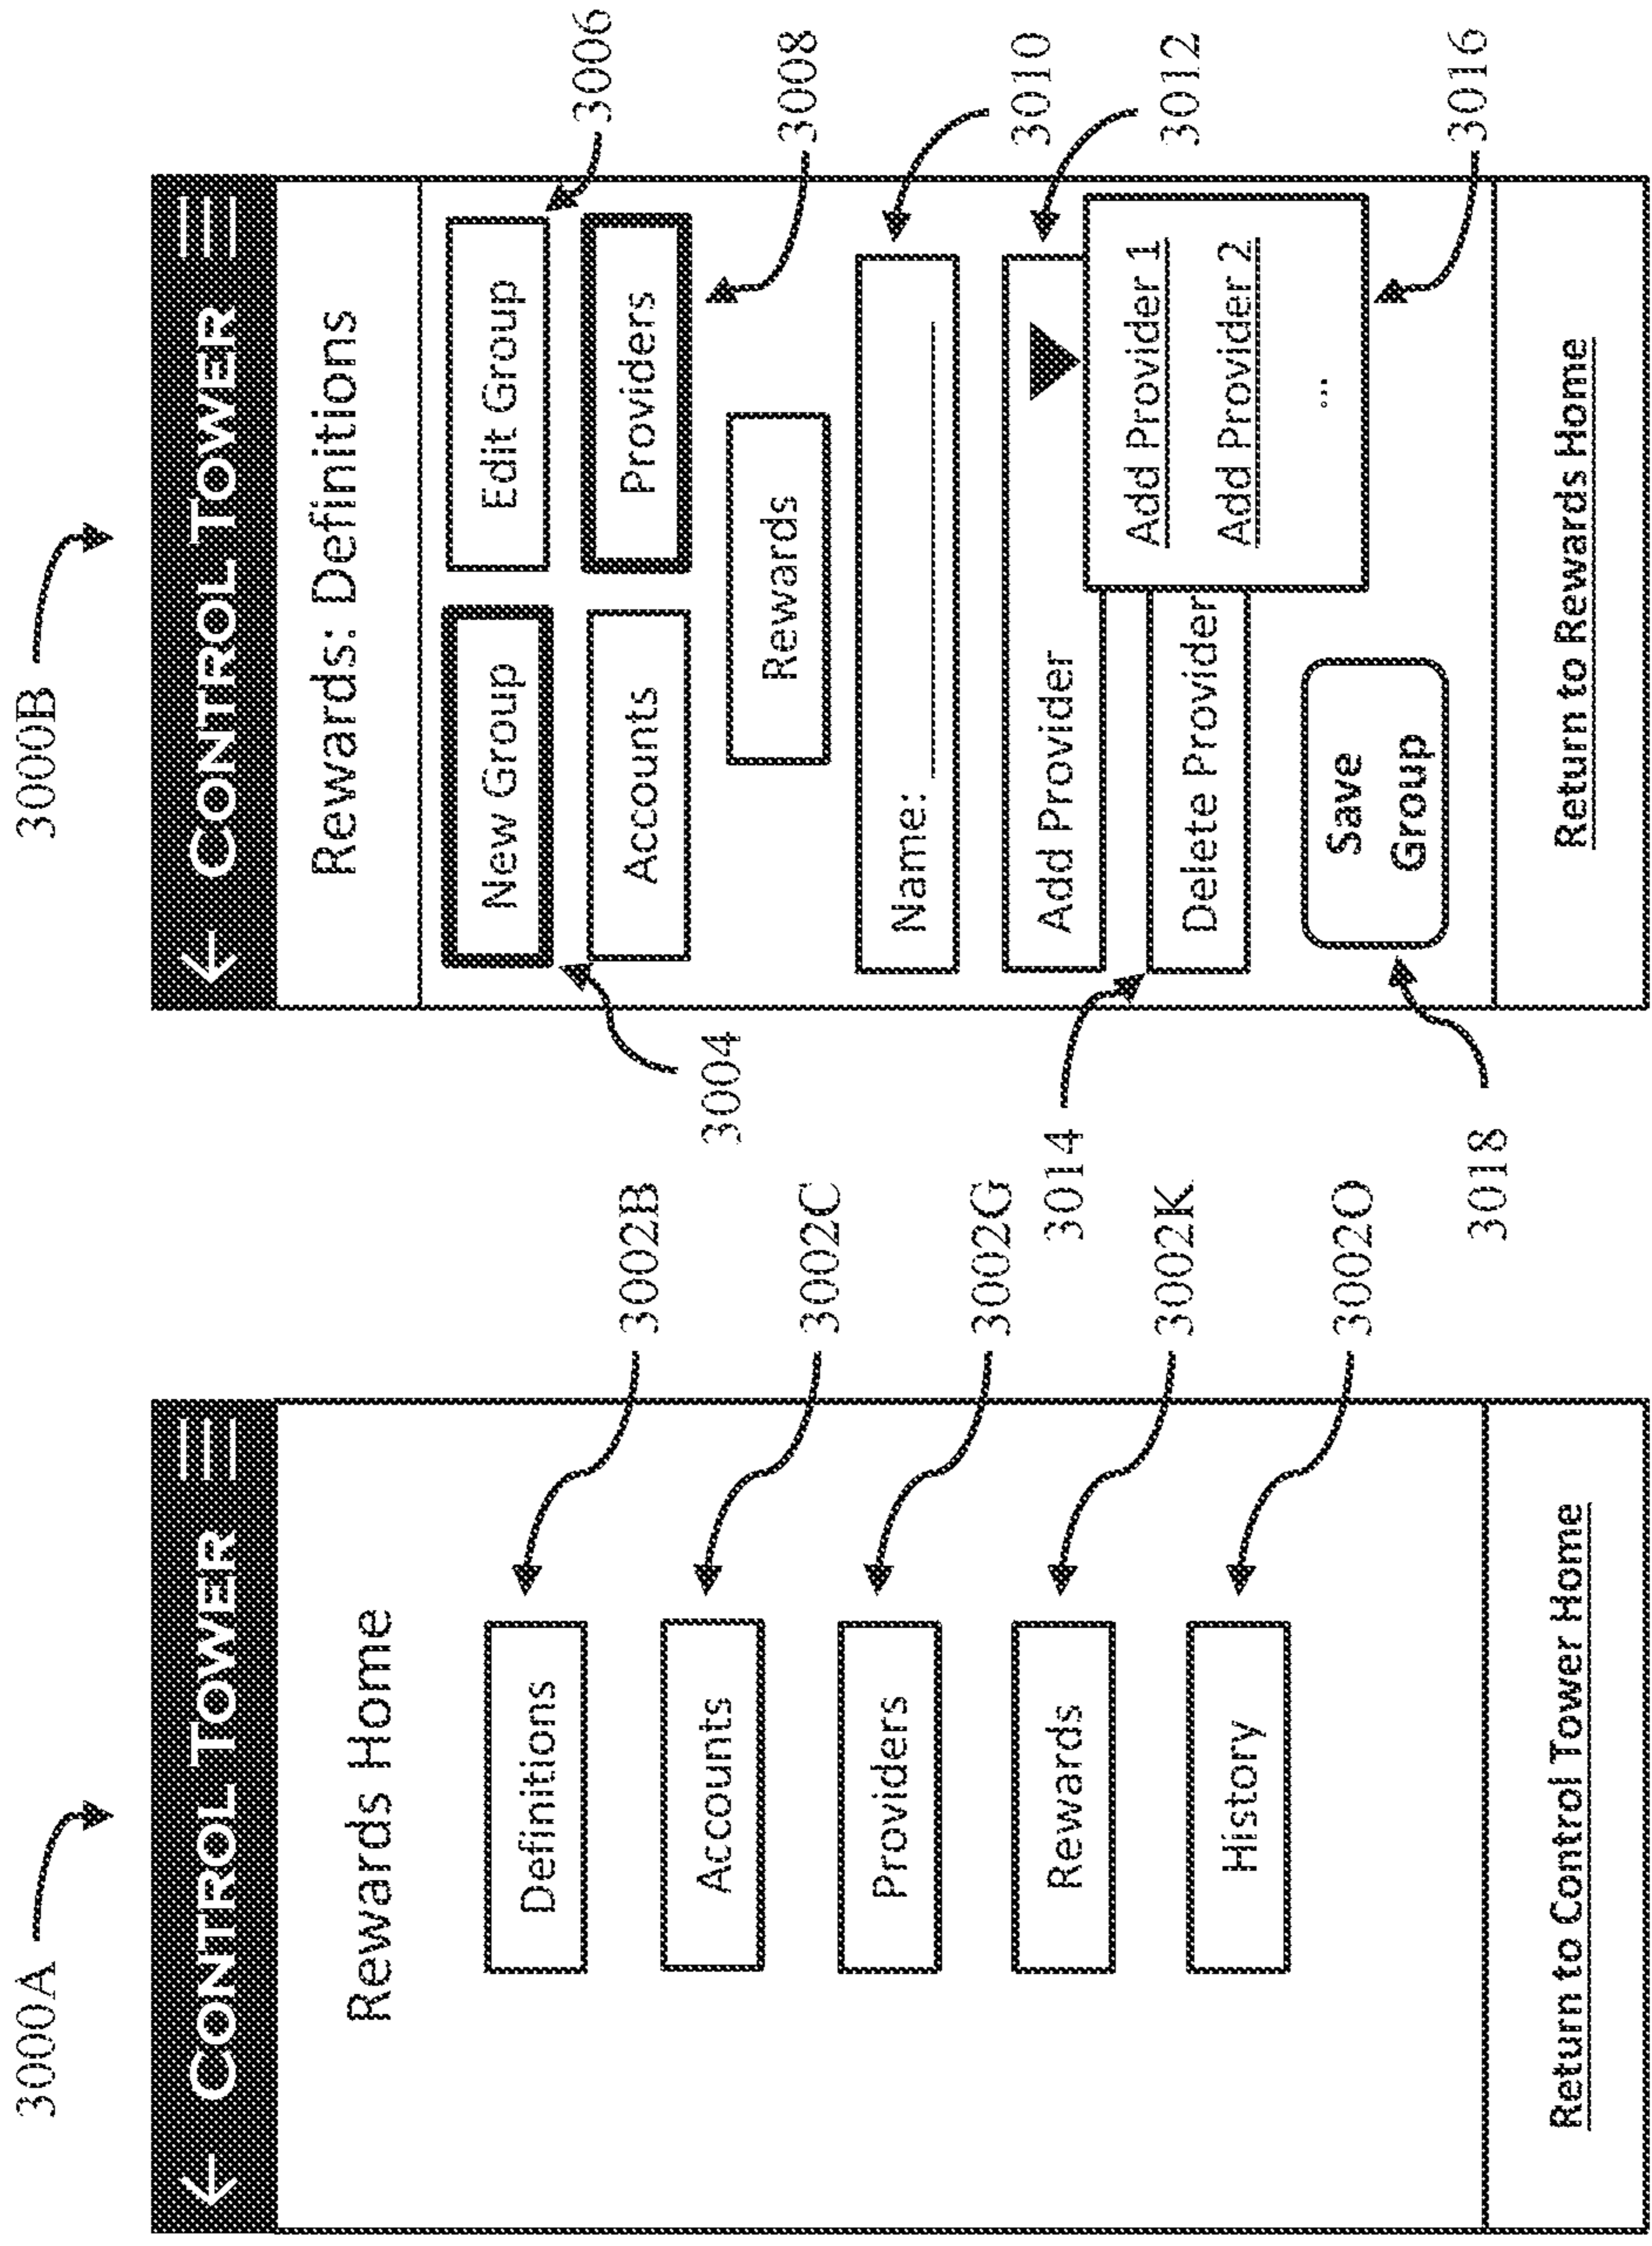 3000A
← CONTROL TOWER
Rewards Home
Definitions
3002B
Accounts
3002C
Providers
3002G
Rewards
3002K
History
3002O
Return to Control Tower Home
3000B
← CONTROL TOWER
Rewards: Definitions
New Group
Edit Group
3004
3006
Accounts
Providers
3008
Rewards
Name:
3010
Add Provider
3012
3014
Delete Provider
Add Provider 1
Add Provider 2
...
3016
Save
Group
3018
Return to Rewards Home